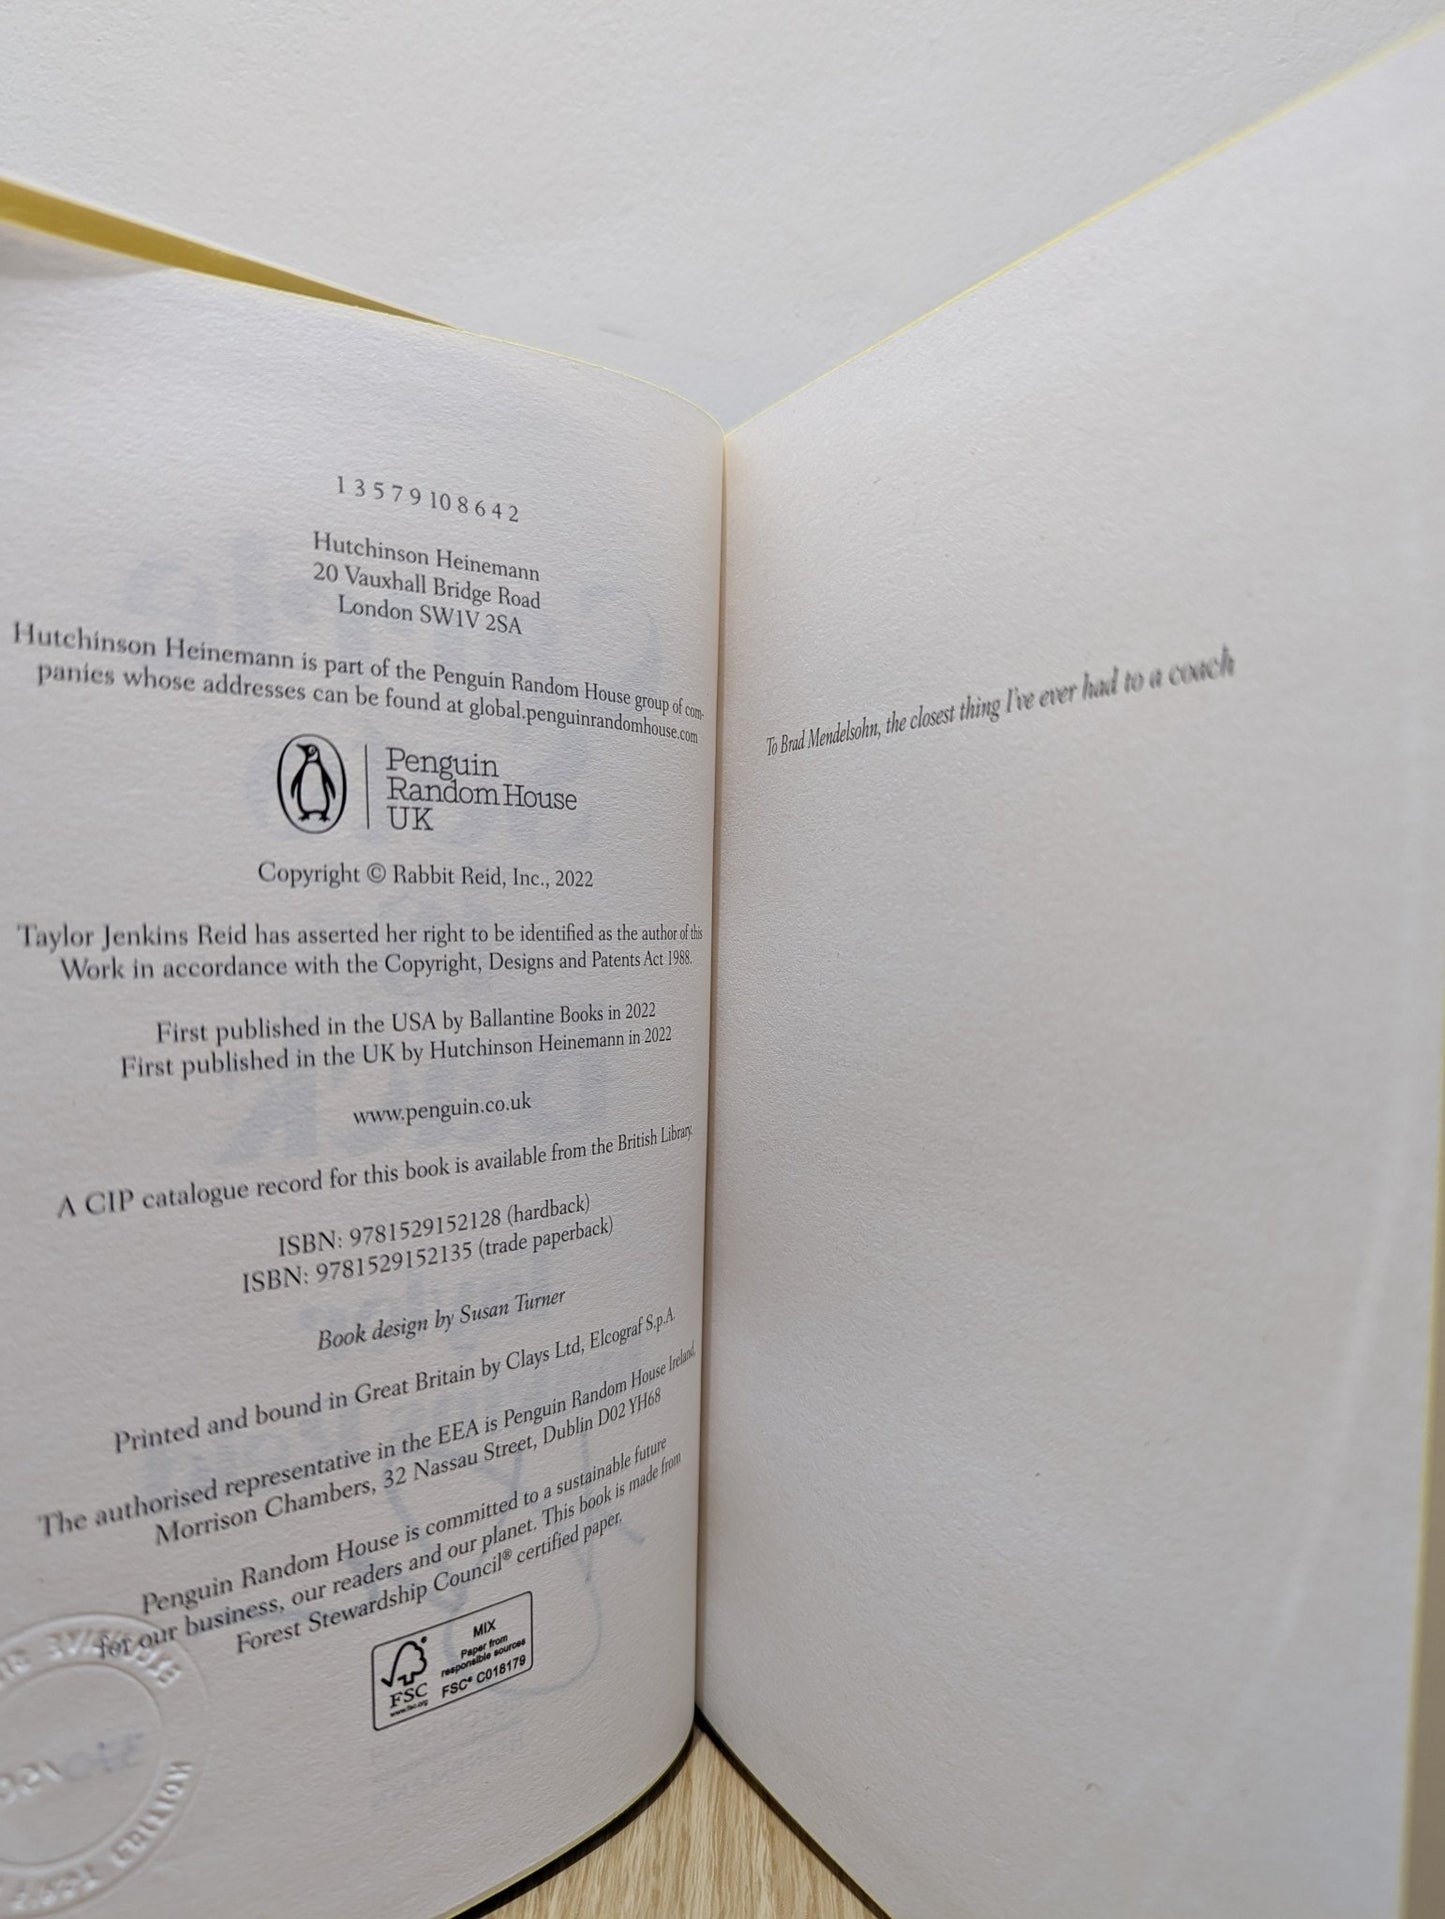 1 3 5 7 9 10 8 6 4 2
Hutchinson Heinemann
20 Vauxhall Bridge Road
London SW1V 2SA
Hutchinson Heinemann is part of the Penguin Random House group of com-
panies whose addresses can be found at global.penguinrandomhouse.com
Penguin
Random House
UK
Copyright © Rabbit Reid, Inc., 2022
Taylor Jenkins Reid has asserted her right to be identified as the author of this
Work in accordance with the Copyright, Designs and Patents Act 1988.
First published in the USA by Ballantine Books in 2022
First published in the UK by Hutchinson Heinemann in 2022
www.penguin.co.uk
A CIP catalogue record for this book is available from the British Library.
ISBN: 9781529152128 (hardback)
ISBN: 9781529152135 (trade paperback)
Book design by Susan Turner
Printed and bound in Great Britain by Clays Ltd, Elcograf S.p.A.
The authorised representative in the EEA is Penguin Random House Ireland,
Morrison Chambers, 32 Nassau Street, Dublin D02 YH68
Penguin Random House is committed to a sustainable future
for our business, our readers and our planet. This book is made from
Forest Stewardship Council® certified paper.
MIX
Paper from
responsible sources
FSC
www.fsc.org
FSC® C018179
To Brad Mendelsohn, the closest thing I've ever had to a coach